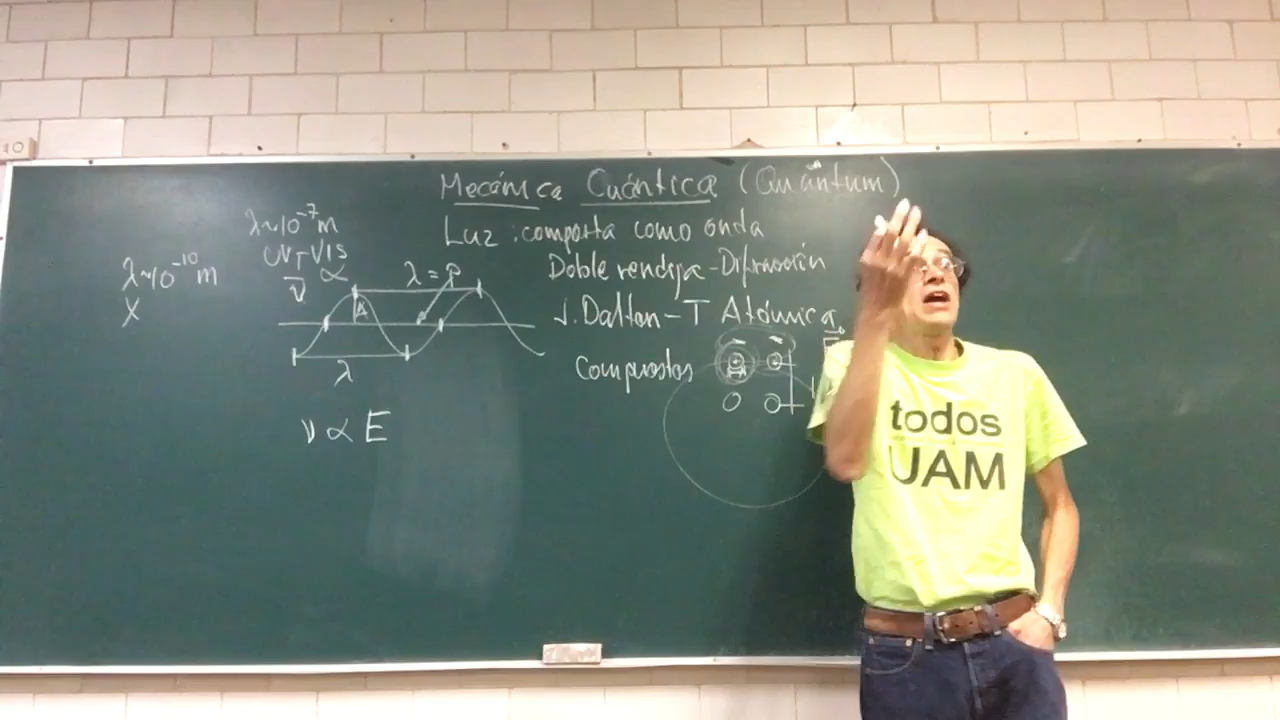 Mecánica Cuántica (Quántum)
Luz : comporta como onda
Doble rendija - Difracción
J. Dalton - T Atómica
Compuestos
λ~10⁻⁷m
UV-VIS
ν̄ ∝
λ~10⁻¹⁰m
X
λ =
A
λ
ν ∝ E
todos
UAM